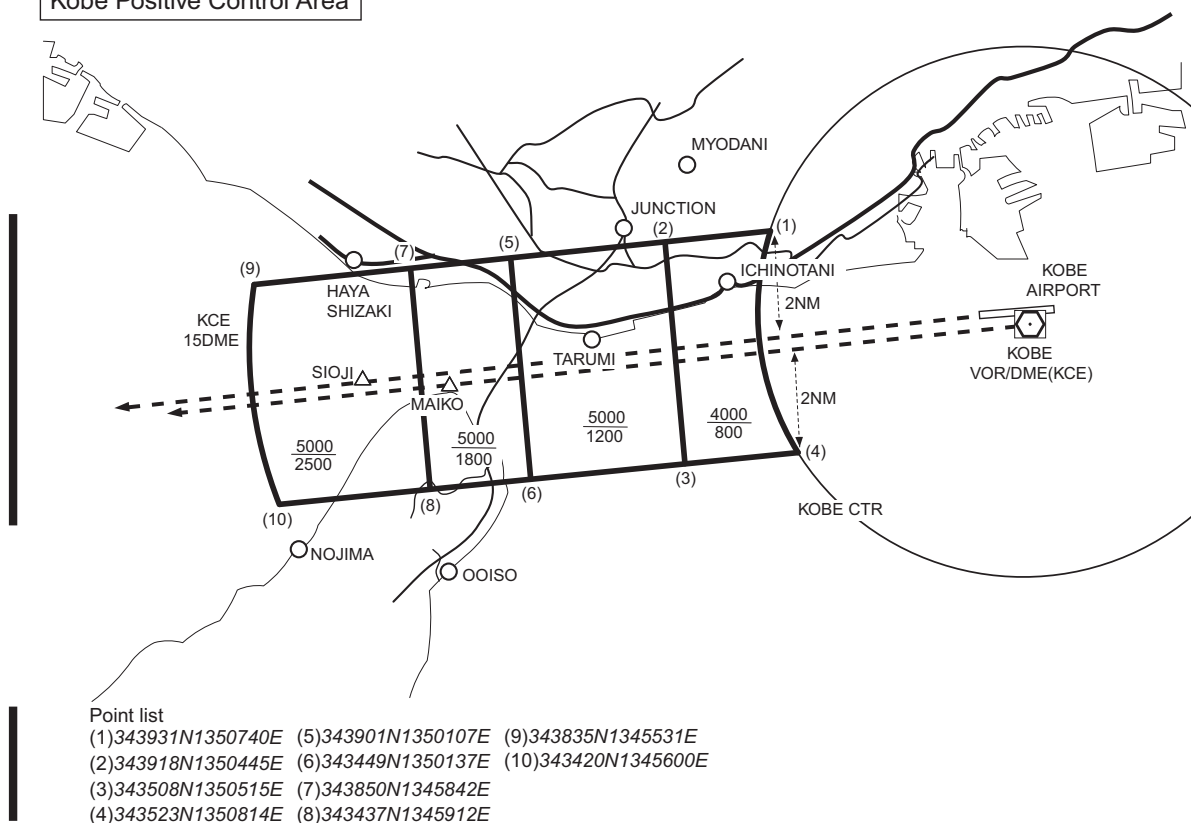 Kobe Positive Control Area
MYODANI
JUNCTION
(1)
(2)
(5)
(7)
(9)
ICHINOTANI
KOBE
AIRPORT
HAYA
SHIZAKI
2NM
KCE
15DME
TARUMI
KOBE
VOR/DME(KCE)
SIOJI
MAIKO
2NM
5000
2500
5000
1800
5000
1200
4000
800
(4)
(3)
(6)
(8)
(10)
KOBE CTR
NOJIMA
OOISO
Point list
(1)343931N1350740E (5)343901N1350107E (9)343835N1345531E
(2)343918N1350445E (6)343449N1350137E (10)343420N1345600E
(3)343508N1350515E (7)343850N1345842E
(4)343523N1350814E (8)343437N1345912E